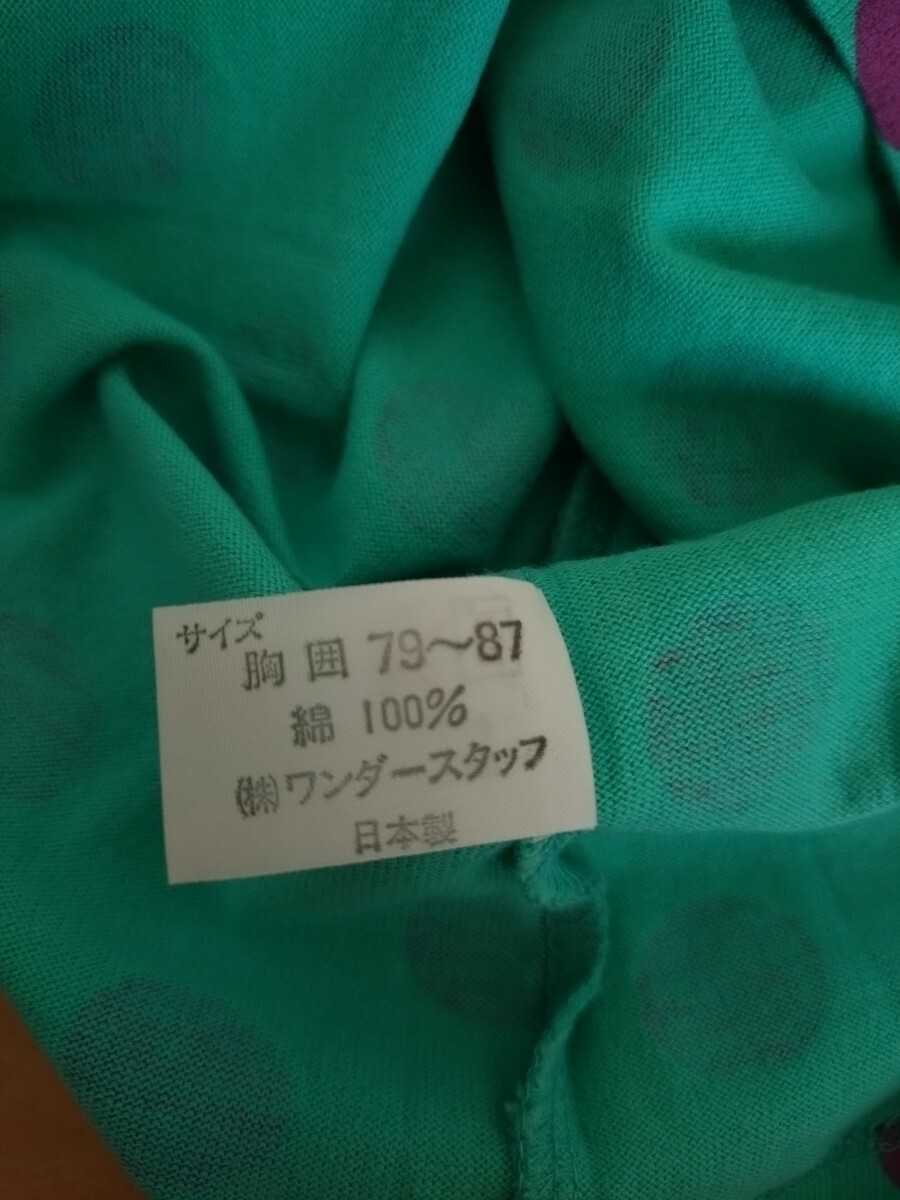 サイズ
胸囲 79〜87
綿 100%
㈱ワンダースタッフ
日本製